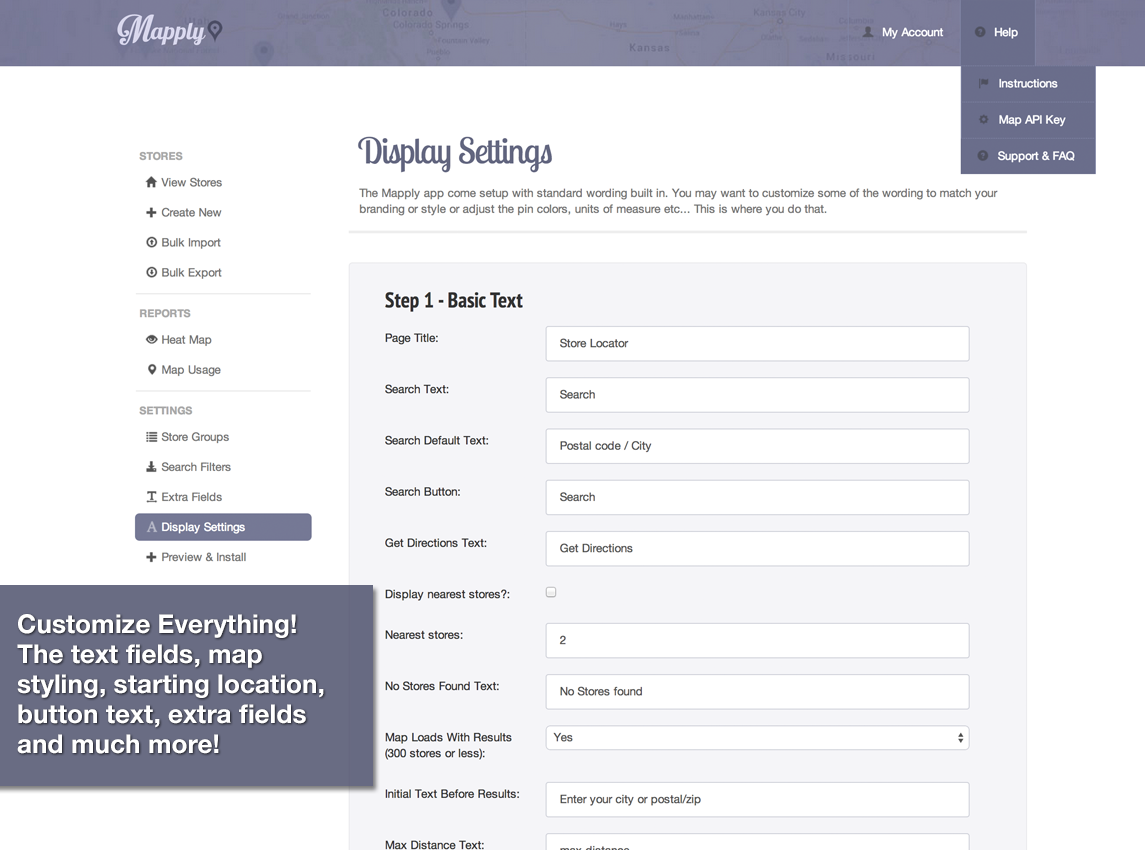 Mapply
Colorado
Colorado Springs
Kansas City
Kansas
Missouri
My Account
Help
Instructions
Map API Key
Support & FAQ
STORES
View Stores
Create New
Bulk Import
Bulk Export
REPORTS
Heat Map
Map Usage
SETTINGS
Store Groups
Search Filters
Extra Fields
Display Settings
Preview & Install
Display Settings
The Mapply app come setup with standard wording built in. You may want to customize some of the wording to match your
branding or style or adjust the pin colors, units of measure etc... This is where you do that.
Step 1 - Basic Text
Page Title:
Store Locator
Search Text:
Search
Search Default Text:
Postal code / City
Search Button:
Search
Get Directions Text:
Get Directions
Display nearest stores?:
Nearest stores:
2
No Stores Found Text:
No Stores found
Map Loads With Results
(300 stores or less):
Yes
Initial Text Before Results:
Enter your city or postal/zip
Max Distance Text:
max distance
Customize Everything!
The text fields, map
styling, starting location,
button text, extra fields
and much more!